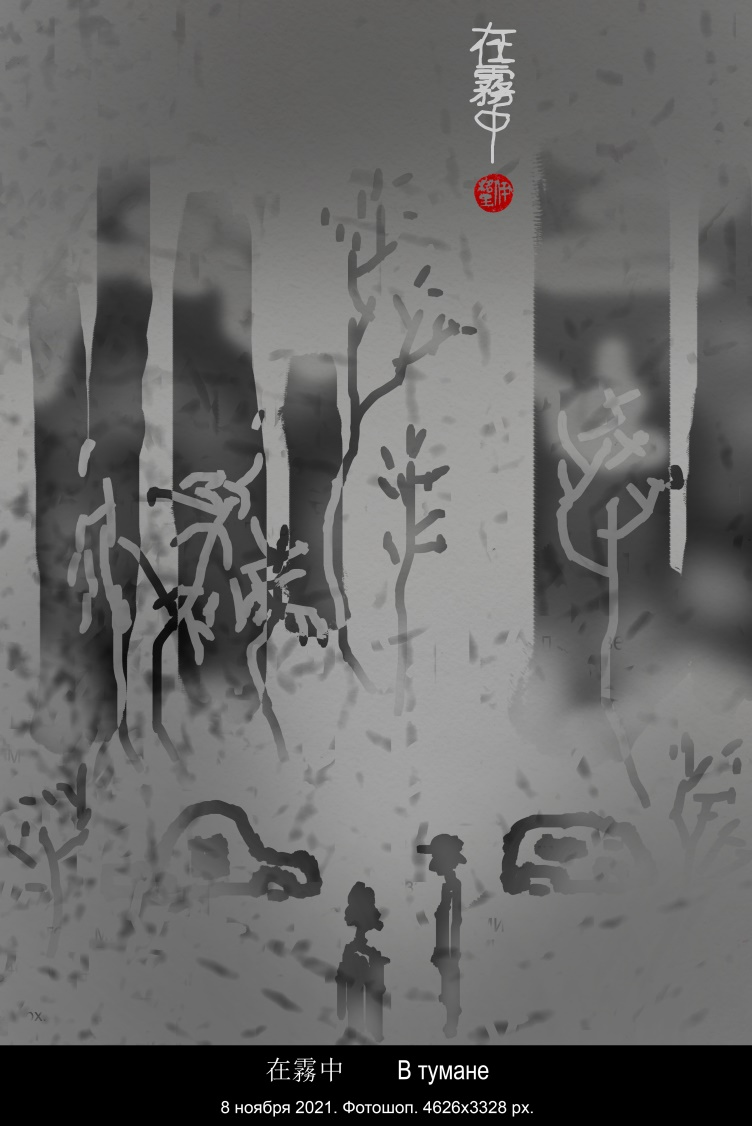 在霧中
在霧中 В тумане
8 ноября 2021. Фотошоп. 4626x3328 px.